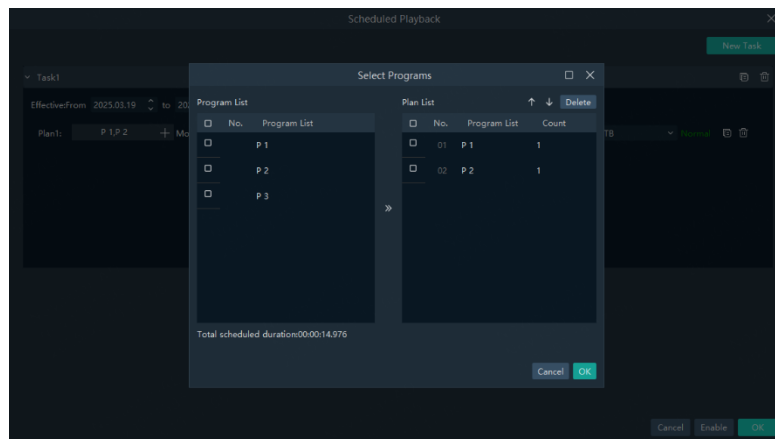 Scheduled Playback
New Task
Task1
Select Programs
Effective:From 2025.03.19 to 202
Program List
Plan List
Delete
No. Program List
No. Program List Count
Plan1: P 1,P 2 Mo
P 1
01 P 1 1
TB Normal
P 2
02 P 2 1
P 3
Total scheduled duration:00:00:14.976
Cancel OK
Cancel Enable OK